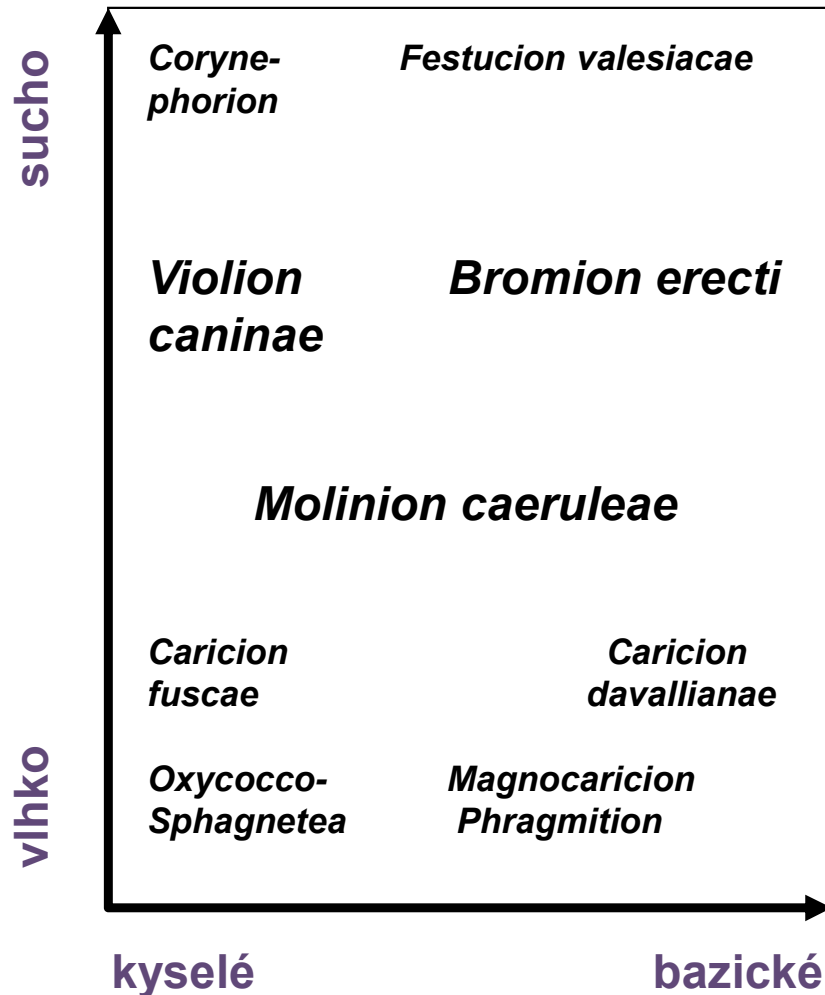 sucho
Coryne-
phorion
Festucion valesiacae
Violion
caninae
Bromion erecti
Molinion caeruleae
Caricion
fuscae
Caricion
davallianae
vlhko
Oxycocco-
Sphagnetea
Magnocaricion
Phragmition
kyselé
bazické